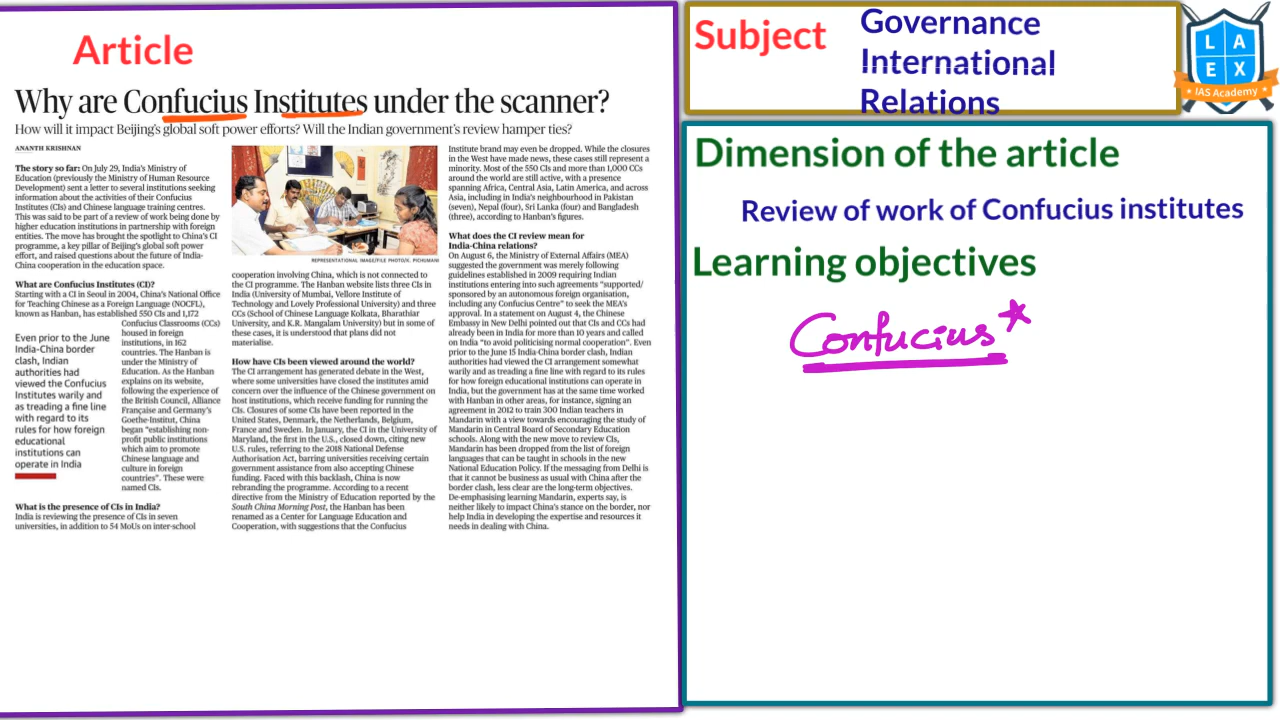 Article
Why are Confucius Institutes under the scanner?
How will it impact Beijing's global soft power efforts? Will the Indian government's review hamper ties?
ANANTH KRISHNAN
The story so far: On July 29, India's Ministry of
Education (previously the Ministry of Human Resource
Development) sent a letter to several institutions seeking
information about the activities of their Confucius
Institutes (CIs) and Chinese language training centres.
This was said to be part of a review of work being done by
higher education institutions in partnership with foreign
entities. The move has brought the spotlight to China's CI
programme, a key pillar of Beijing's global soft power
effort, and raised questions about the future of India-
China cooperation in the education space.
What are Confucius Institutes (CI)?
Starting with a CI in Seoul in 2004, China's National Office
for Teaching Chinese as a Foreign Language (NOCFL),
known as Hanban, has established 550 CIs and 1,172
Confucius Classrooms (CCs)
housed in foreign
institutions, in 162
countries. The Hanban is
under the Ministry of
Education. As the Hanban
explains on its website,
following the experience of
the British Council, Alliance
Française and Germany's
Goethe-Institut, China
began "establishing non-
profit public institutions
which aim to promote
Chinese language and
culture in foreign
countries". These were
named CIs.
Even prior to the June
India-China border
clash, Indian
authorities had
viewed the Confucius
Institutes warily and
as treading a fine line
with regard to its
rules for how foreign
educational
institutions can
operate in India
What is the presence of CIs in India?
India is reviewing the presence of CIs in seven
universities, in addition to 54 MoUs on inter-school
REPRESENTATIONAL IMAGE/FILE PHOTO/K. PICHUMANI
cooperation involving China, which is not connected to
the CI programme. The Hanban website lists three CIs in
India (University of Mumbai, Vellore Institute of
Technology and Lovely Professional University) and three
CCs (School of Chinese Language Kolkata, Bharathiar
University, and K.R. Mangalam University) but in some of
these cases, it is understood that plans did not
materialise.
How have CIs been viewed around the world?
The CI arrangement has generated debate in the West,
where some universities have closed the institutes amid
concern over the influence of the Chinese government on
host institutions, which receive funding for running the
CIs. Closures of some CIs have been reported in the
United States, Denmark, the Netherlands, Belgium,
France and Sweden. In January, the CI in the University of
Maryland, the first in the U.S., closed down, citing new
U.S. rules, referring to the 2018 National Defense
Authorisation Act, barring universities receiving certain
government assistance from also accepting Chinese
funding. Faced with this backlash, China is now
rebranding the programme. According to a recent
directive from the Ministry of Education reported by the
South China Morning Post, the Hanban has been
renamed as a Center for Language Education and
Cooperation, with suggestions that the Confucius
Institute brand may even be dropped. While the closures
in the West have made news, these cases still represent a
minority. Most of the 550 CIs and more than 1,000 CCs
around the world are still active, with a presence
spanning Africa, Central Asia, Latin America, and across
Asia, including in India's neighbourhood in Pakistan
(seven), Nepal (four), Sri Lanka (four) and Bangladesh
(three), according to Hanban's figures.
What does the CI review mean for
India-China relations?
On August 6, the Ministry of External Affairs (MEA)
suggested the government was merely following
guidelines established in 2009 requiring Indian
institutions entering into such agreements "supported/
sponsored by an autonomous foreign organisation,
including any Confucius Centre" to seek the MEA's
approval. In a statement on August 4, the Chinese
Embassy in New Delhi pointed out that CIs and CCs had
already been in India for more than 10 years and called
on India "to avoid politicising normal cooperation". Even
prior to the June 15 India-China border clash, Indian
authorities had viewed the CI arrangement somewhat
warily and as treading a fine line with regard to its rules
for how foreign educational institutions can operate in
India, but the government has at the same time worked
with Hanban in other areas, for instance, signing an
agreement in 2012 to train 300 Indian teachers in
Mandarin with a view towards encouraging the study of
Mandarin in Central Board of Secondary Education
schools. Along with the new move to review CIs,
Mandarin has been dropped from the list of foreign
languages that can be taught in schools in the new
National Education Policy. If the messaging from Delhi is
that it cannot be business as usual with China after the
border clash, less clear are the long-term objectives.
De-emphasising learning Mandarin, experts say, is
neither likely to impact China's stance on the border, nor
help India in developing the expertise and resources it
needs in dealing with China.
Subject
Governance
International
Relations
L A
E X
IAS Academy
Dimension of the article
Review of work of Confucius institutes
Learning objectives
Confucius